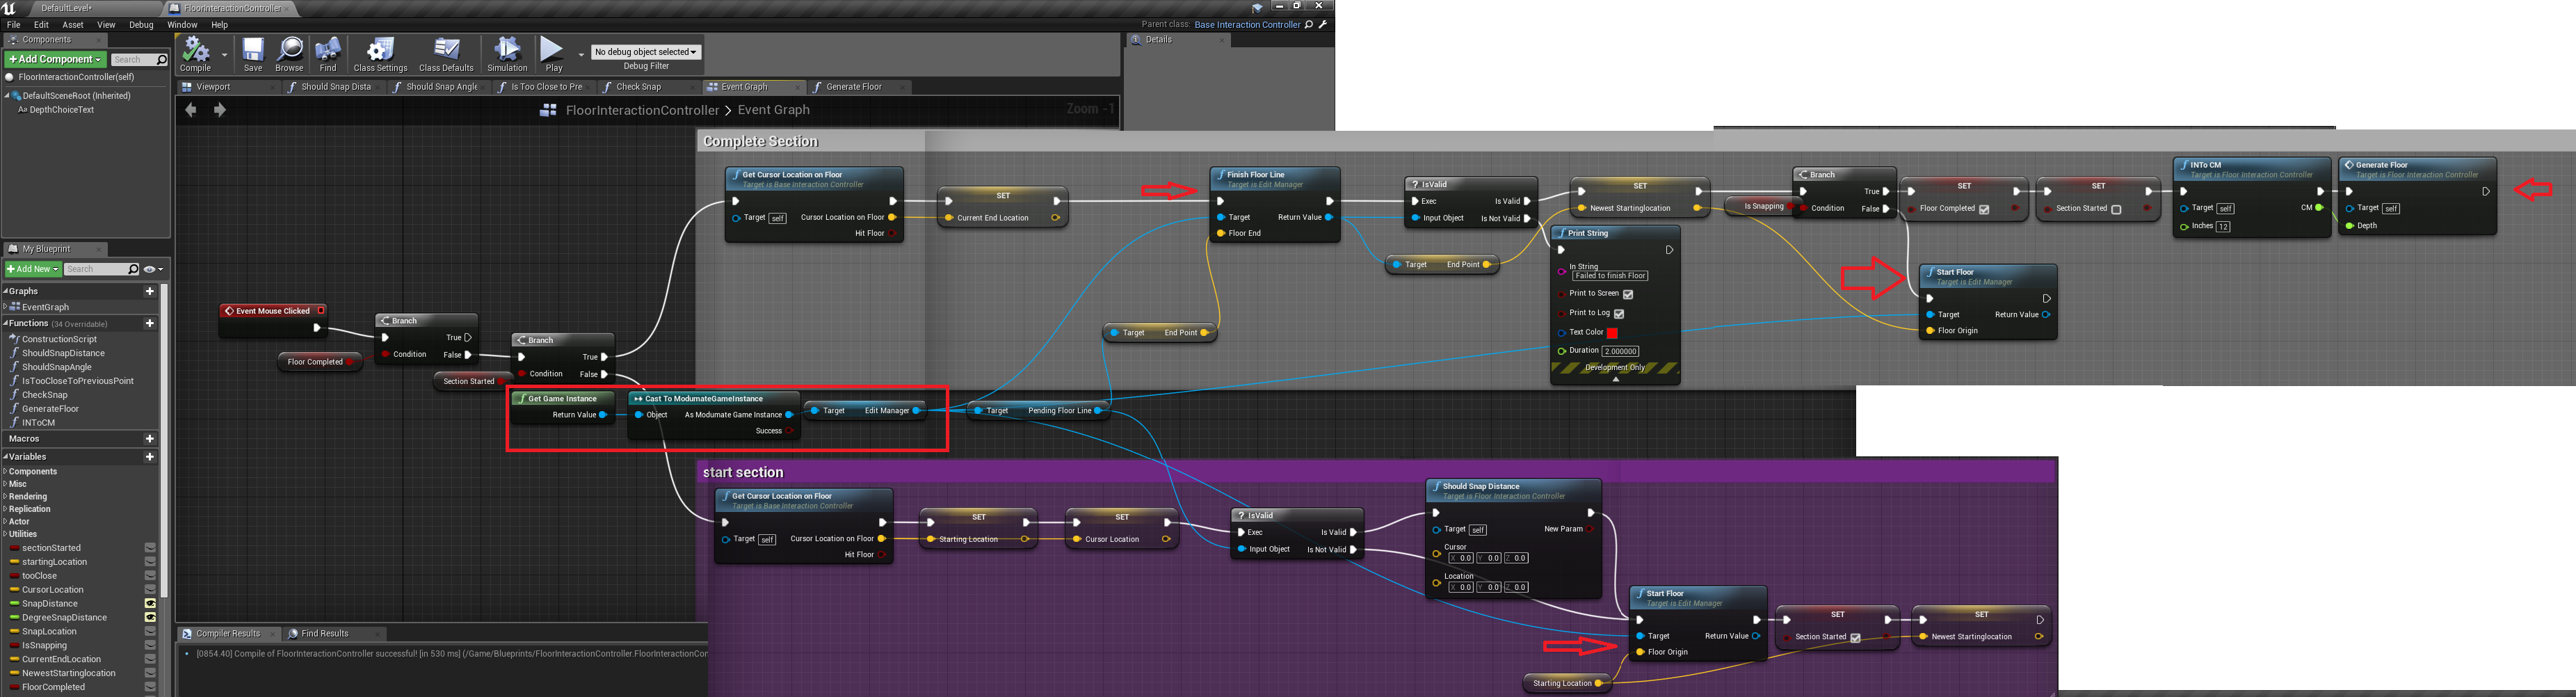 DefaultLevel•
FloorInteractionController
File Edit Asset View Debug Window Help
Parent class: Base Interaction Controller
Components
Details
+Add Component
Search
Compile Save Browse Find Class Settings Class Defaults Simulation Play
No debug object selected
Debug Filter
FloorInteractionController(self)
DefaultSceneRoot (Inherited)
DepthChoiceText
Viewport
Should Snap Dista
Should Snap Angle
Is Too Close to Pre
Check Snap
Event Graph
Generate Floor
FloorInteractionController > Event Graph
Zoom -1
My Blueprint
+Add New
Search
Graphs
EventGraph
Functions (34 Overridable)
ConstructionScript
ShouldSnapDistance
ShouldSnapAngle
IsTooCloseToPreviousPoint
CheckSnap
GenerateFloor
INToCM
Macros
Variables
Components
Misc
Rendering
Replication
Actor
Utilities
sectionStarted
startingLocation
tooClose
CursorLocation
SnapDistance
DegreeSnapDistance
SnapLocation
IsSnapping
CurrentEndLocation
NewestStartinglocation
FloorCompleted
Event Mouse Clicked
Floor Completed
Branch
True
Condition False
Section Started
Branch
True
Condition False
Get Game Instance
Return Value
Cast To ModumateGameInstance
Object As Modumate Game Instance
Success
Target Edit Manager
Target Pending Floor Line
Complete Section
Get Cursor Location on Floor
Target is Base Interaction Controller
Target self Cursor Location on Floor
Hit Floor
SET
Current End Location
Target End Point
Finish Floor Line
Target is Edit Manager
Target Return Value
Floor End
IsValid
Exec Is Valid
Input Object Is Not Valid
Target End Point
SET
Newest Startinglocation
Print String
In String
Failed to finish Floor
Print to Screen
Print to Log
Text Color
Duration 2.000000
Development Only
Is Snapping
Branch
True
Condition False
SET
Floor Completed
SET
Section Started
INTo CM
Target is Floor Interaction Controller
Target self CM
Inches 12
Generate Floor
Target is Floor Interaction Controller
Target self
Depth
Start Floor
Target is Edit Manager
Target Return Value
Floor Origin
start section
Get Cursor Location on Floor
Target is Base Interaction Controller
Target self Cursor Location on Floor
Hit Floor
SET
Starting Location
SET
Cursor Location
IsValid
Exec Is Valid
Input Object Is Not Valid
Should Snap Distance
Target is Floor Interaction Controller
Target self New Param
Cursor
X 0.0 Y 0.0 Z 0.0
Location
X 0.0 Y 0.0 Z 0.0
Start Floor
Target is Edit Manager
Target Return Value
Floor Origin
Starting Location
SET
Section Started
SET
Newest Startinglocation
Compiler Results
Find Results
[0854.40] Compile of FloorInteractionController successful! [in 530 ms] (/Game/Blueprints/FloorInteractionController.FloorInteractionCor